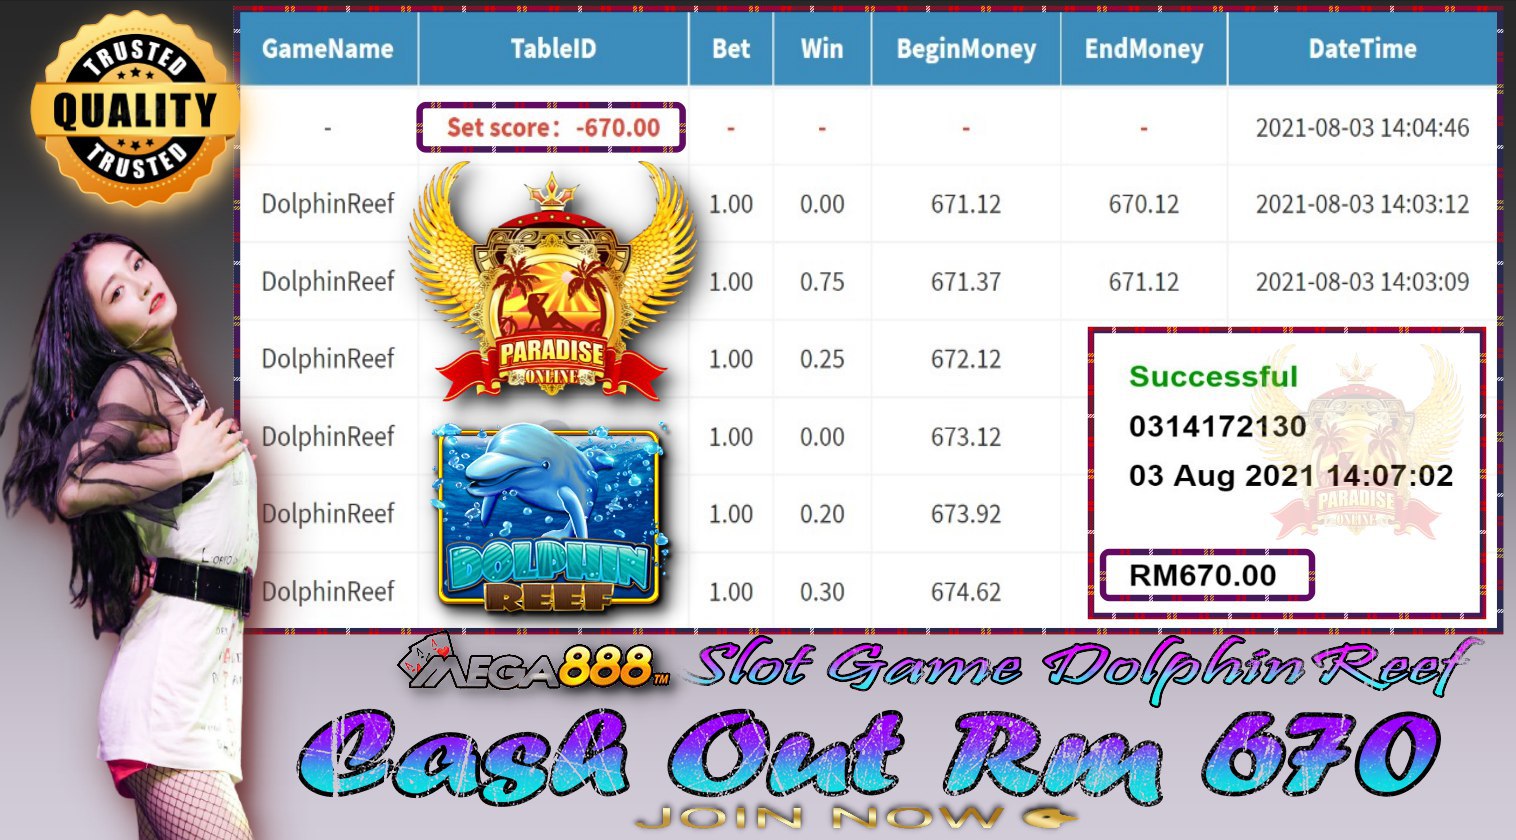 TRUSTED
QUALITY
TRUSTED
GameName TableID Bet Win BeginMoney EndMoney DateTime
- Set score: -670.00 - - - - 2021-08-03 14:04:46
DolphinReef 1.00 0.00 671.12 670.12 2021-08-03 14:03:12
DolphinReef 1.00 0.75 671.37 671.12 2021-08-03 14:03:09
DolphinReef 1.00 0.25 672.12
DolphinReef 1.00 0.00 673.12
DolphinReef 1.00 0.20 673.92
DolphinReef 1.00 0.30 674.62
PARADISE
ONLINE
DOLPHIN
REEF
Successful
0314172130
03 Aug 2021 14:07:02
PARADISE
ONLINE
RM670.00
MEGA888 TM Slot Game Dolphin Reef
Cash Out Rm 670
JOIN NOW